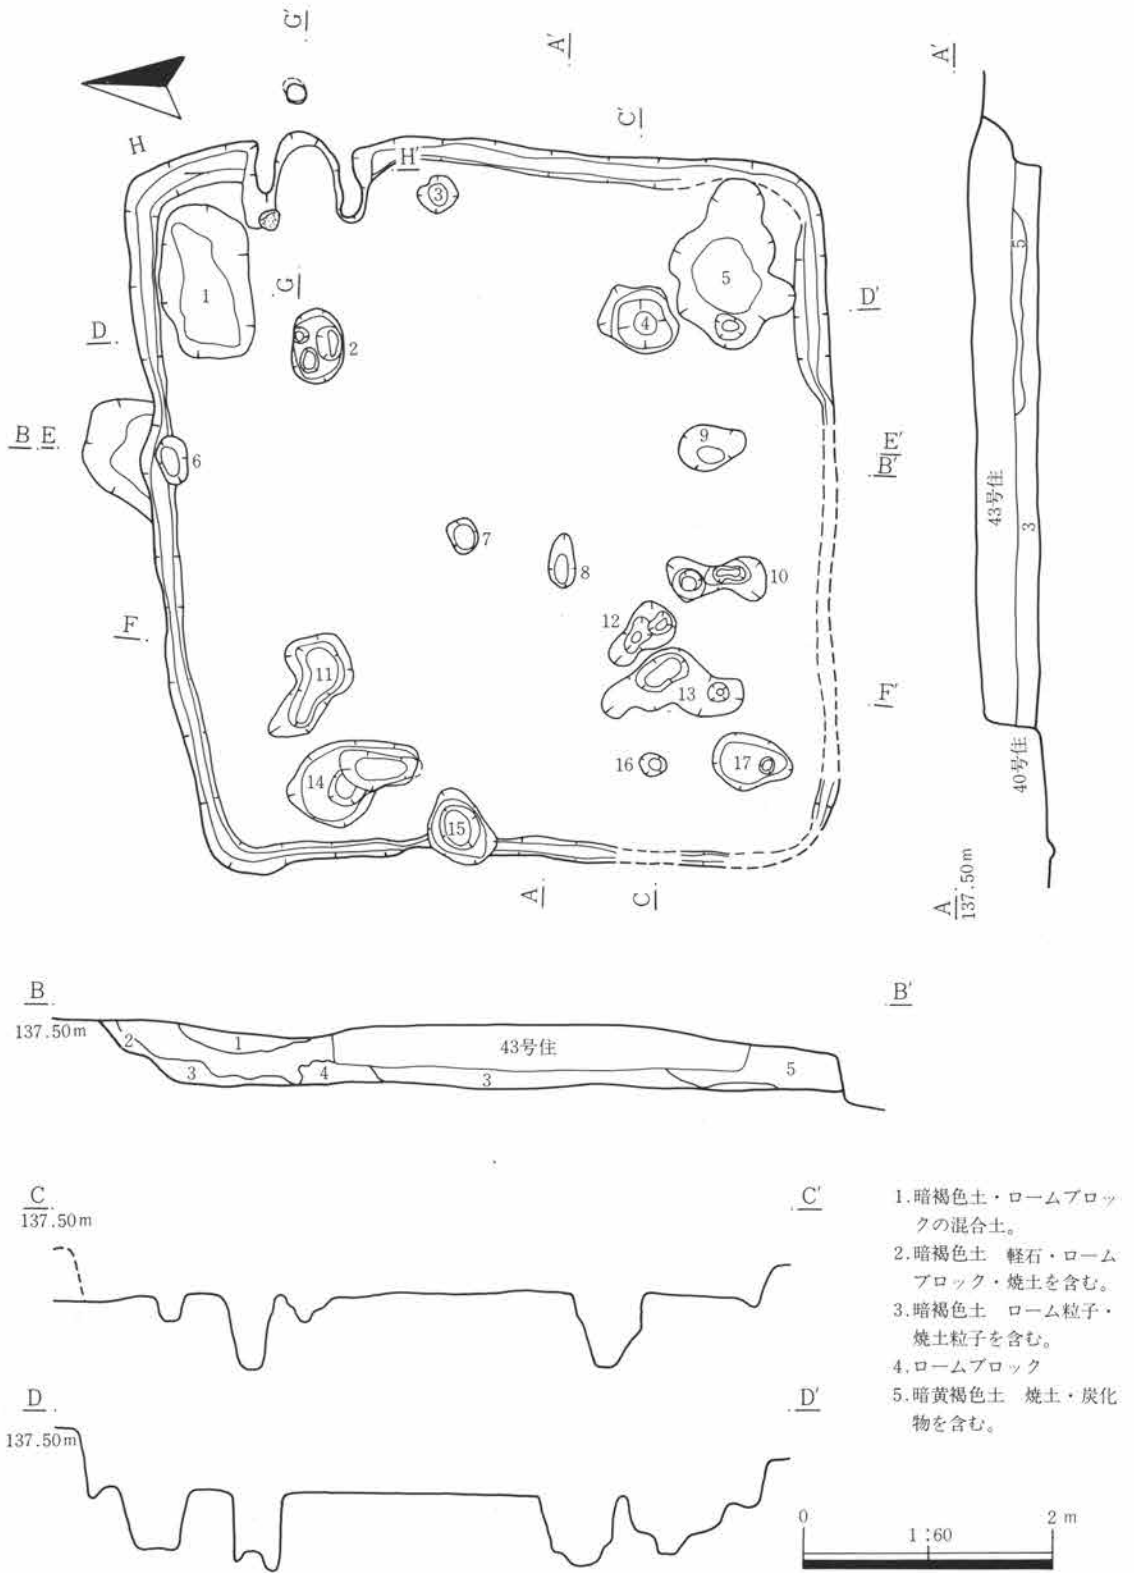 G'
A'
A'
C'
H
H'
3
1
5
5
G
4
D'
D
2
B E
9
E'
B'
6
43号住
3
7
8
10
12
F
11
13
F'
14
16
17
40号住
15
A
C
A
137.50m
B
B'
137.50m
2
1
43号住
3
4
3
5
C
C'
137.50m
1.暗褐色土・ロームブロッ
クの混合土。
2.暗褐色土 軽石・ローム
ブロック・焼土を含む。
3.暗褐色土 ローム粒子・
焼土粒子を含む。
4.ロームブロック
5.暗黄褐色土 焼土・炭化
物を含む。
D
D'
137.50m
0
1:60
2 m